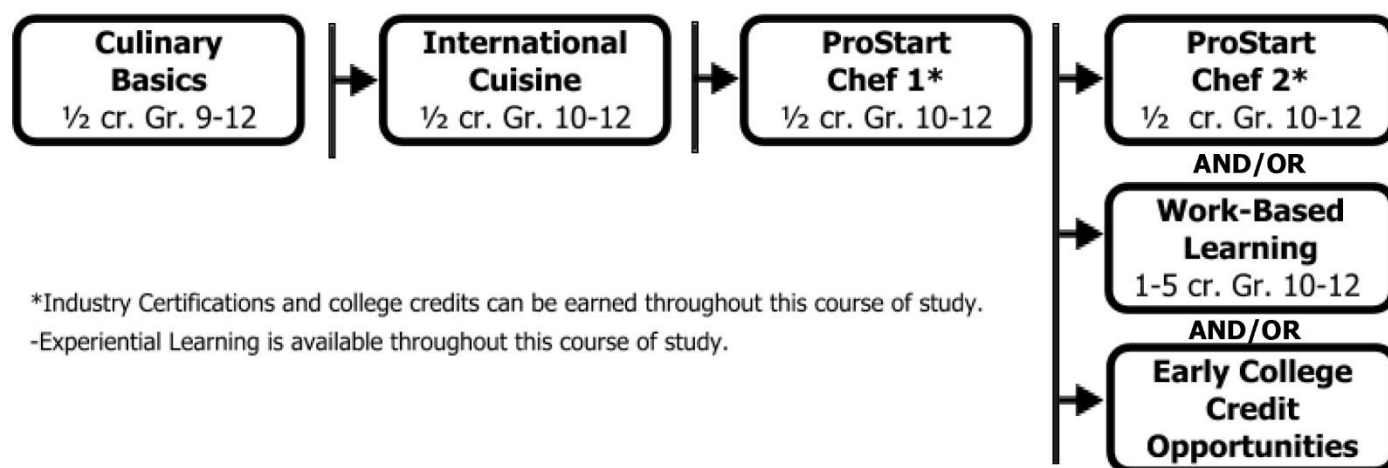 Culinary
Basics
½ cr. Gr. 9-12
International
Cuisine
½ cr. Gr. 10-12
ProStart
Chef 1*
½ cr. Gr. 10-12
ProStart
Chef 2*
½ cr. Gr. 10-12
AND/OR
Work-Based
Learning
1-5 cr. Gr. 10-12
AND/OR
Early College
Credit
Opportunities
*Industry Certifications and college credits can be earned throughout this course of study.
-Experiential Learning is available throughout this course of study.